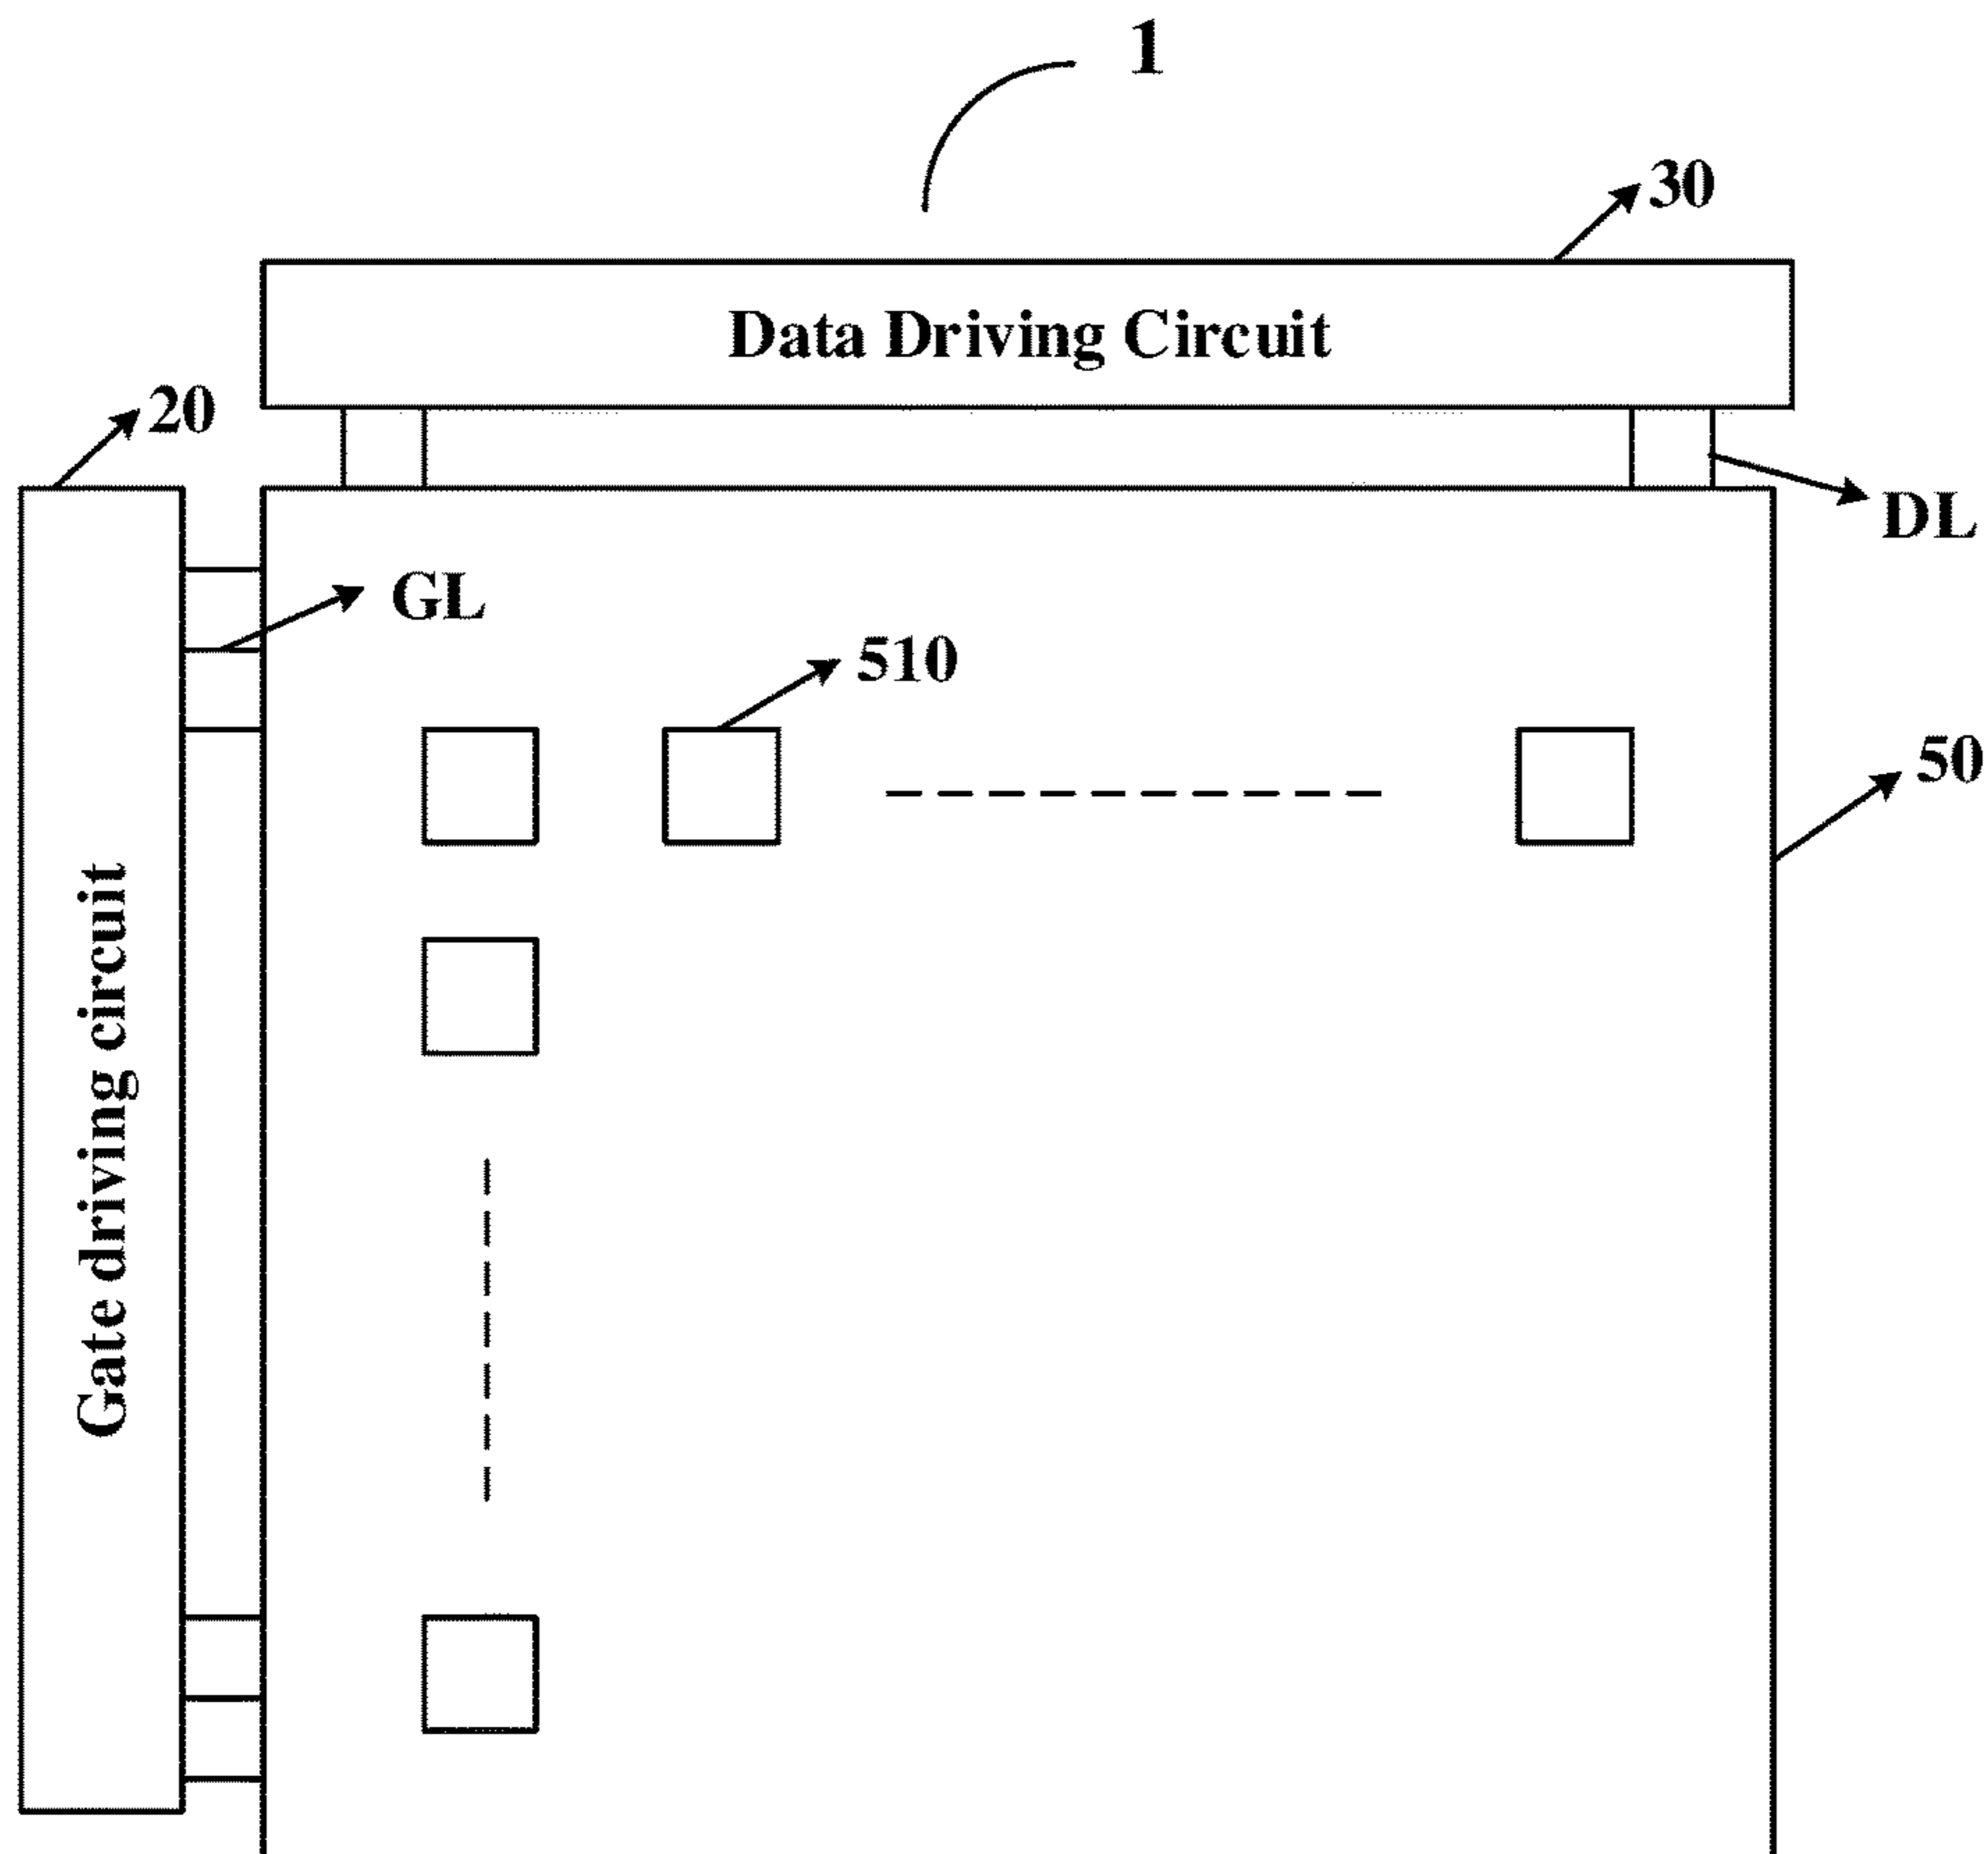 1
30
Data Driving Circuit
20
DL
GL
510
50
Gate driving circuit